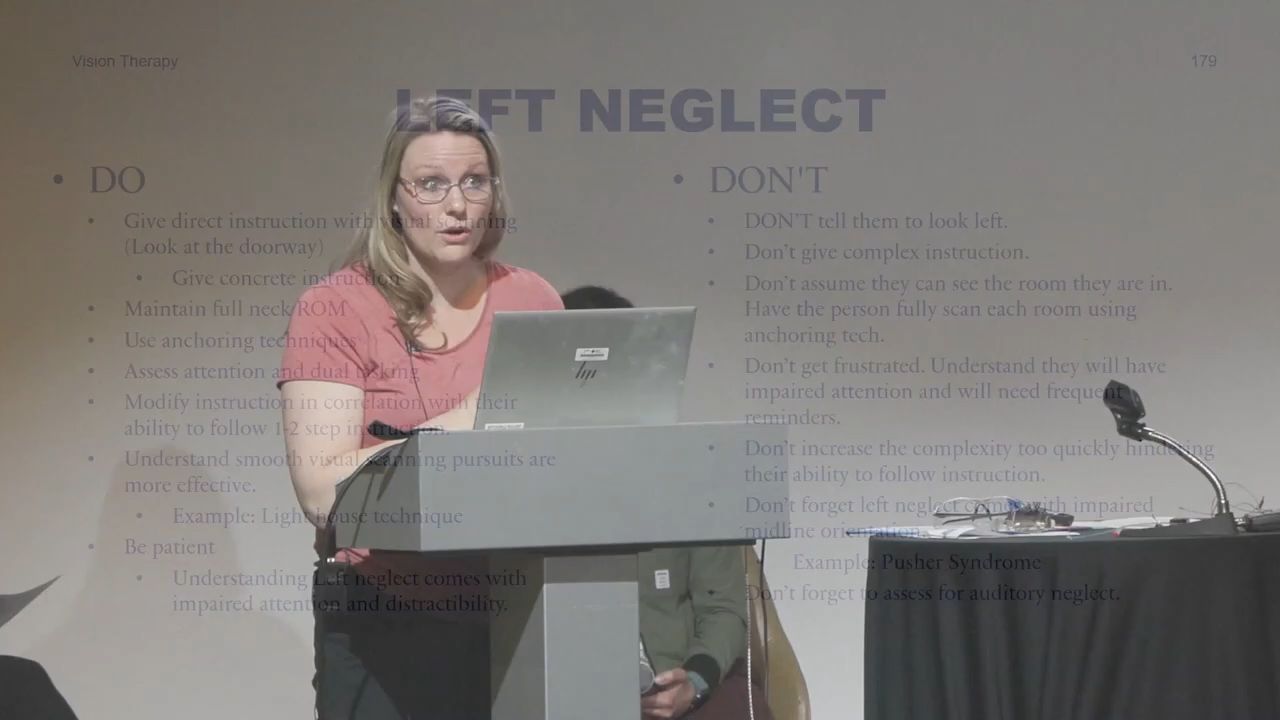 Vision Therapy
179
LEFT NEGLECT
• DO
• Give direct instruction with visual scanning
(Look at the doorway)
• Give concrete instruction
• Maintain full neck ROM
• Use anchoring techniques
• Assess attention and dual tasking
• Modify instruction in correlation with their
ability to follow 1-2 step instruction.
• Understand smooth visual scanning pursuits are
more effective.
• Example: Light house technique
• Be patient
• Understanding Left neglect comes with
impaired attention and distractibility.
• DON'T
• DON'T tell them to look left.
• Don't give complex instruction.
• Don't assume they can see the room they are in.
Have the person fully scan each room using
anchoring tech.
• Don't get frustrated. Understand they will have
impaired attention and will need frequent
reminders.
• Don't increase the complexity too quickly hindering
their ability to follow instruction.
• Don't forget left neglect comes with impaired
midline orientation.
Example: Pusher Syndrome
• Don't forget to assess for auditory neglect.
hp